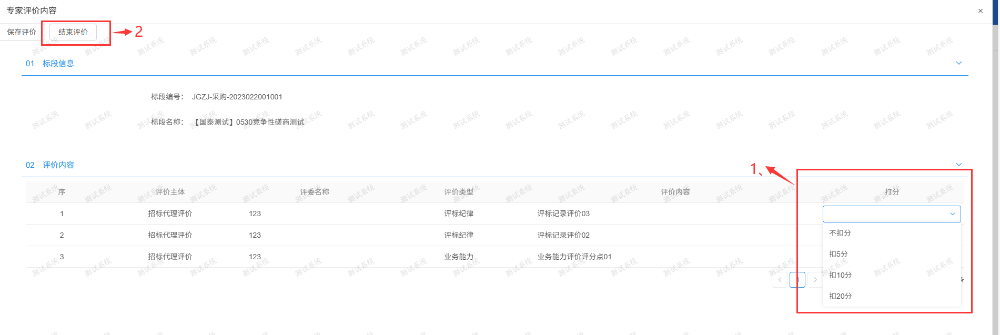 专家评价内容 ×
保存评价 结束评价 2
01 标段信息
标段编号： JGZJ-采购-2023022001001
标段名称： 【国泰测试】0530竞争性磋商测试
02 评价内容
1、
序 评价主体 评委名称 评价类型 评价内容 打分
1 招标代理评价 123 评标纪律 评标记录评价03
2 招标代理评价 123 评标纪律 评标记录评价02
3 招标代理评价 123 业务能力 业务能力评价评分点01
不扣分
扣5分
扣10分
扣20分
测试系统